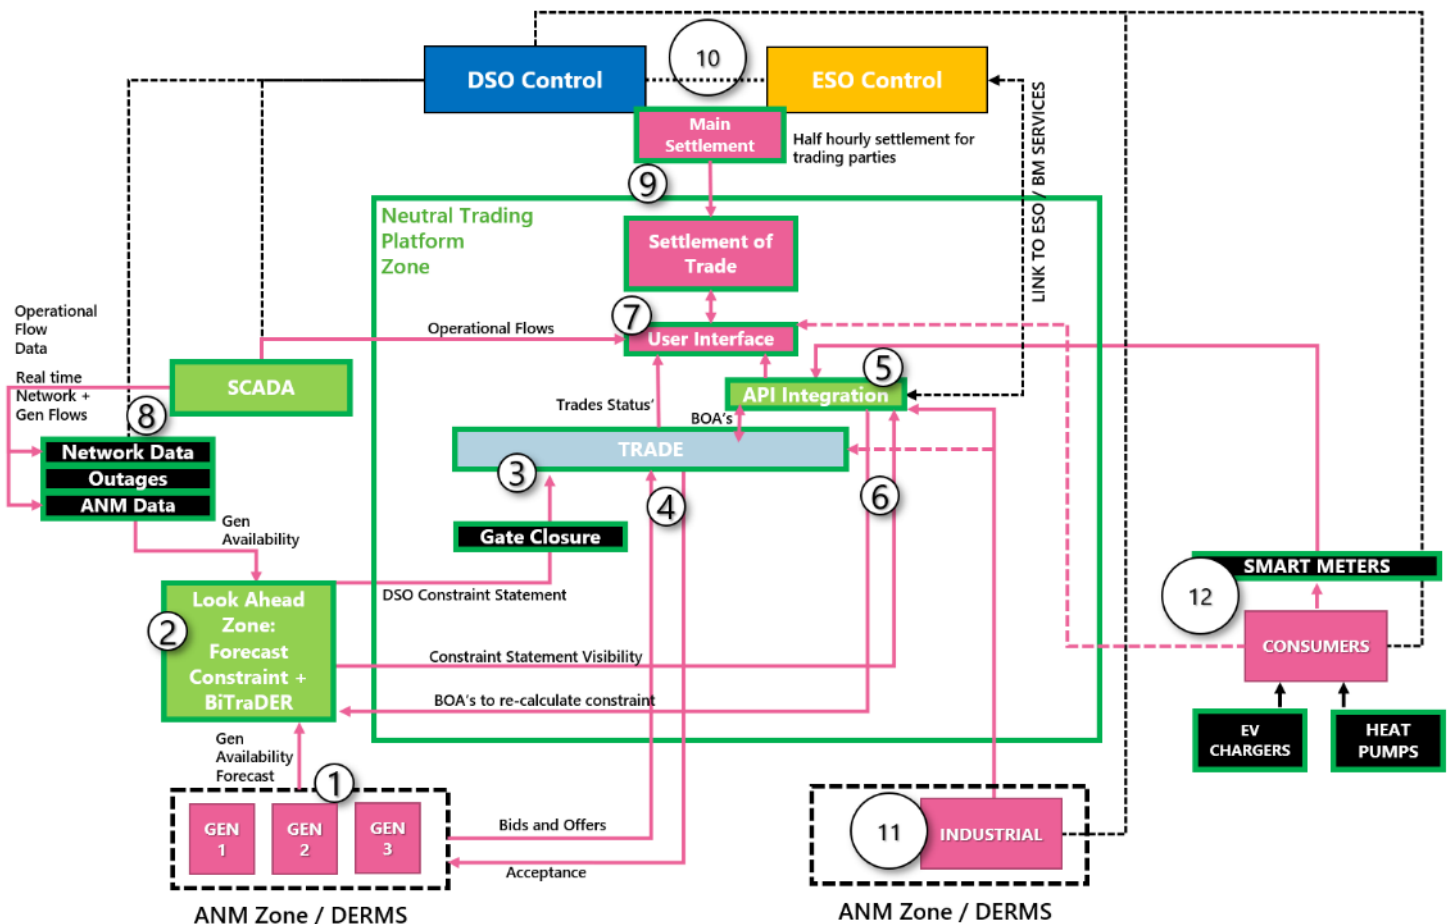 10
DSO Control
ESO Control
Main
Settlement
Half hourly settlement for
trading parties
9
LINK TO ESO / BM SERVICES
Neutral Trading
Platform
Zone
Settlement of
Trade
Operational
Flow
Data
7
Operational Flows
User Interface
SCADA
Real time
Network +
Gen Flows
5
API Integration
Trades Status'
BOA's
8
Network Data
Outages
ANM Data
TRADE
3
4
6
Gen
Availability
Gate Closure
DSO Constraint Statement
SMART METERS
12
Look Ahead
Zone:
Forecast
Constraint +
BiTraDER
2
Constraint Statement Visibility
CONSUMERS
BOA's to re-calculate constraint
EV
CHARGERS
HEAT
PUMPS
Gen
Availability
Forecast
1
GEN
1
GEN
2
GEN
3
Bids and Offers
Acceptance
11
INDUSTRIAL
ANM Zone / DERMS
ANM Zone / DERMS